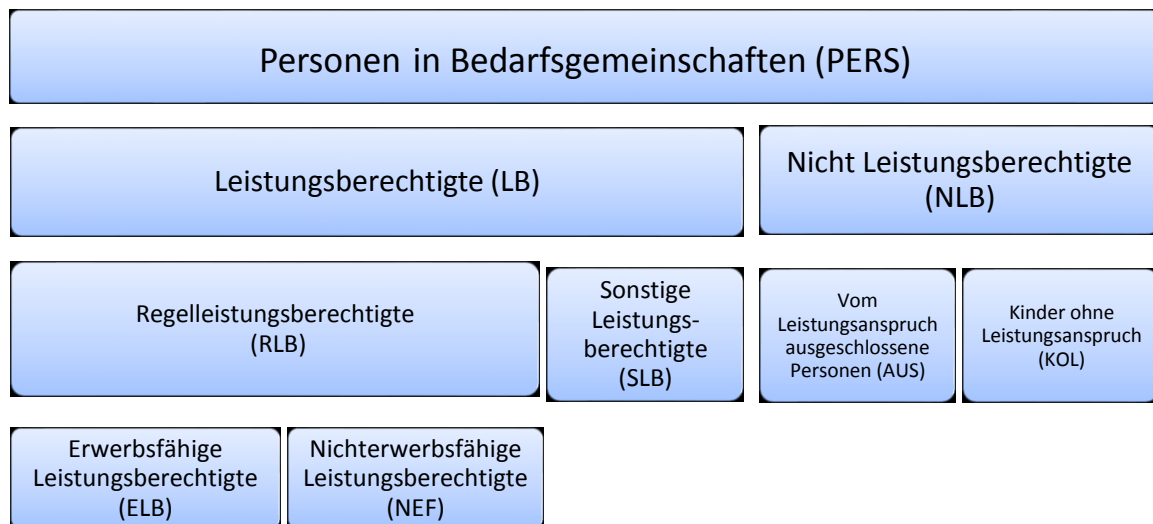 Personen in Bedarfsgemeinschaften (PERS)
Leistungsberechtigte (LB)
Nicht Leistungsberechtigte
(NLB)
Regelleistungsberechtigte
(RLB)
Sonstige
Leistungs-
berechtigte
(SLB)
Vom
Leistungsanspruch
ausgeschlossene
Personen (AUS)
Kinder ohne
Leistungsanspruch
(KOL)
Erwerbsfähige
Leistungsberechtigte
(ELB)
Nichterwerbsfähige
Leistungsberechtigte
(NEF)